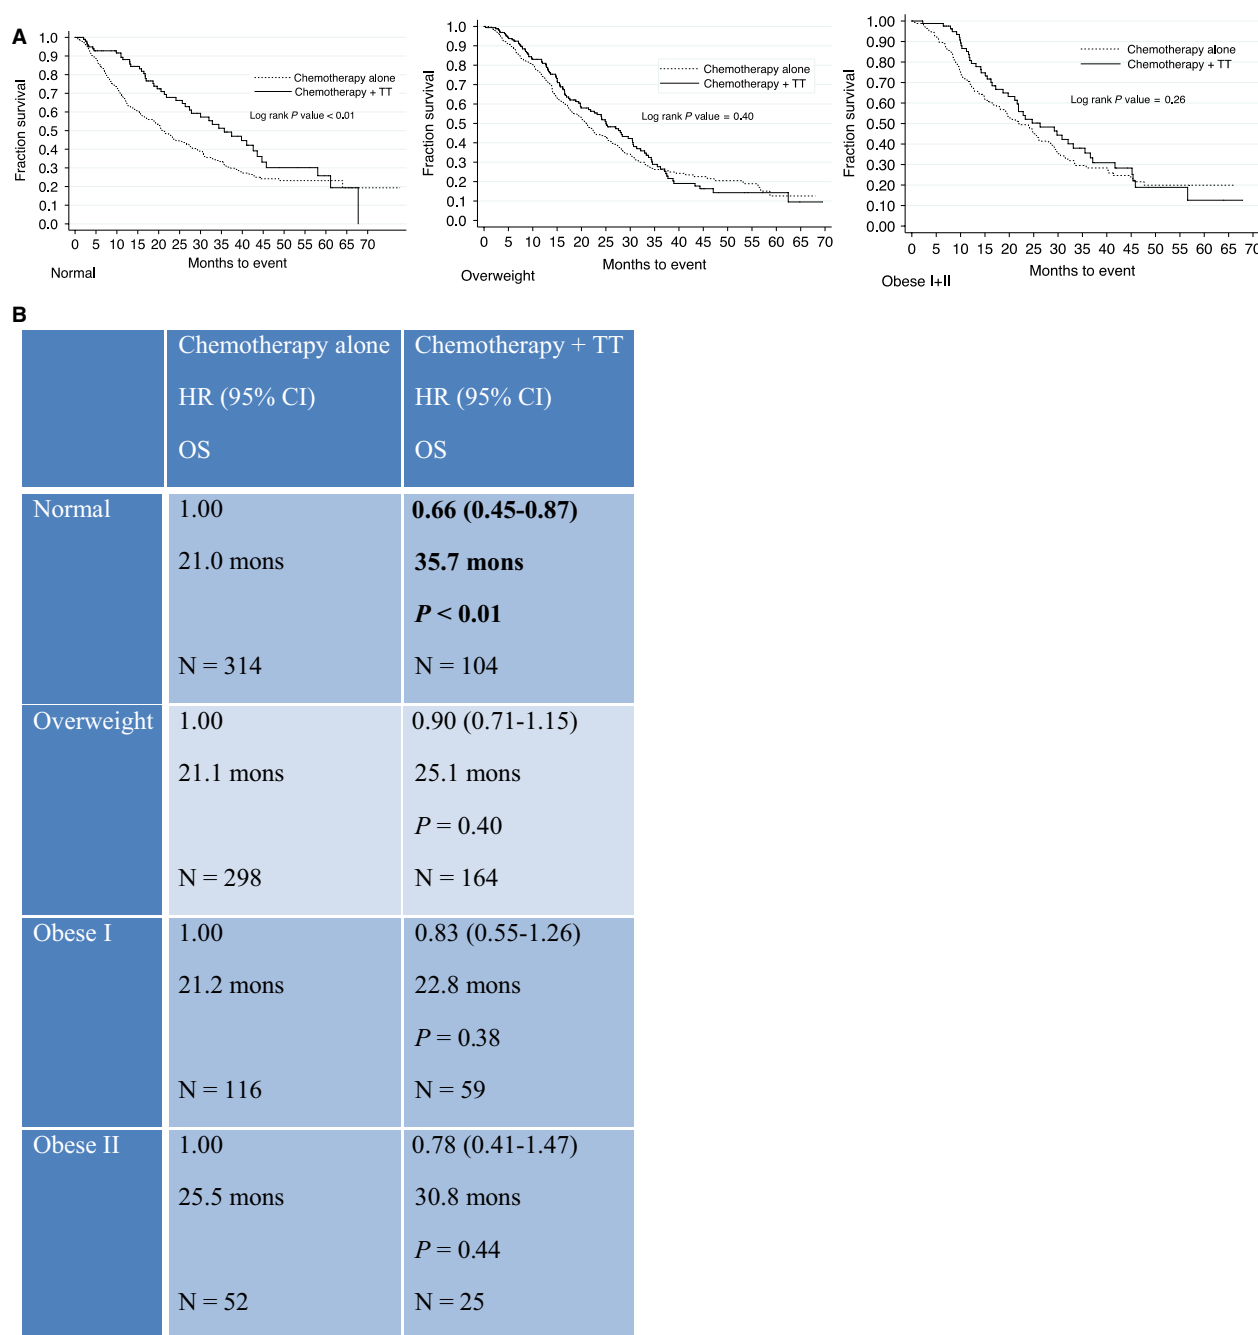 A
Fraction survival
1.0
0.9
0.8
0.7
0.6
0.5
0.4
0.3
0.2
0.1
0.0
Chemotherapy alone
Chemotherapy + TT
Log rank P value < 0.01
0 5 10 15 20 25 30 35 40 45 50 55 60 65 70
Months to event
Normal
Fraction survival
1.0
0.9
0.8
0.7
0.6
0.5
0.4
0.3
0.2
0.1
0.0
Chemotherapy alone
Chemotherapy + TT
Log rank P value = 0.40
0 5 10 15 20 25 30 35 40 45 50 55 60 65 70
Months to event
Overweight
Fraction survival
1.00
0.90
0.80
0.70
0.60
0.50
0.40
0.30
0.20
0.10
0.00
Chemotherapy alone
Chemotherapy + TT
Log rank P value = 0.26
0 5 10 15 20 25 30 35 40 45 50 55 60 65 70
Months to event
Obese I+II
B
Chemotherapy alone
HR (95% CI)
OS
Chemotherapy + TT
HR (95% CI)
OS
Normal
1.00
21.0 mons
N = 314
0.66 (0.45-0.87)
35.7 mons
P < 0.01
N = 104
Overweight
1.00
21.1 mons
N = 298
0.90 (0.71-1.15)
25.1 mons
P = 0.40
N = 164
Obese I
1.00
21.2 mons
N = 116
0.83 (0.55-1.26)
22.8 mons
P = 0.38
N = 59
Obese II
1.00
25.5 mons
N = 52
0.78 (0.41-1.47)
30.8 mons
P = 0.44
N = 25